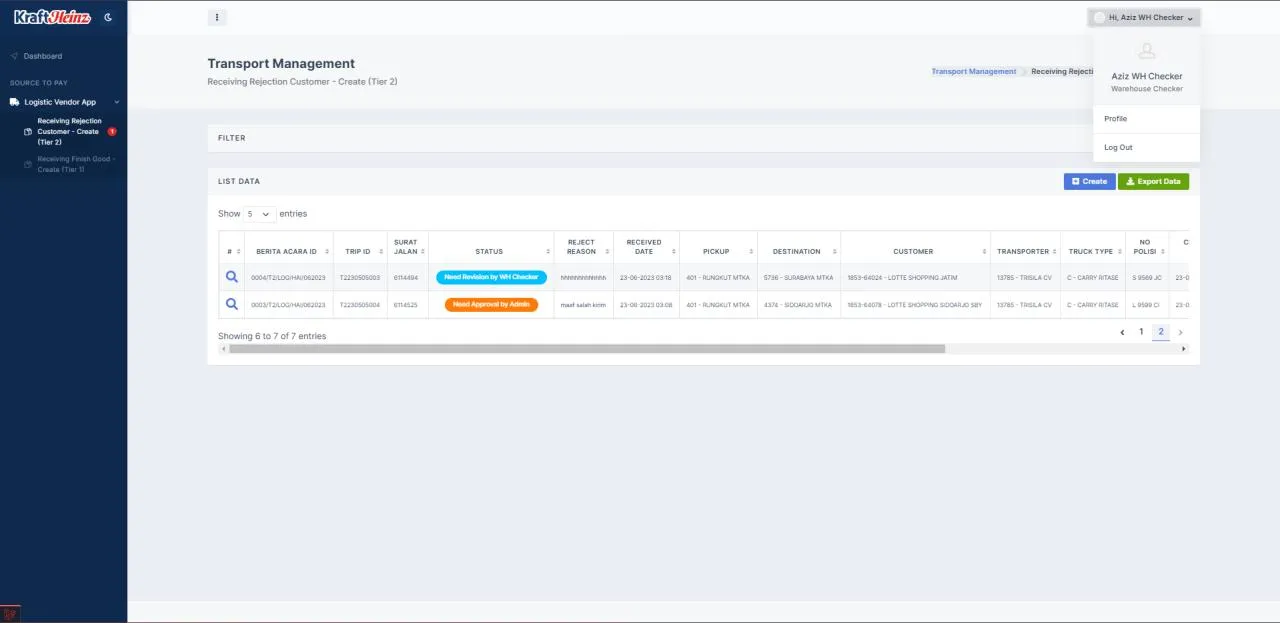 KraftHeinz
Hi, Aziz WH Checker
Aziz WH Checker
Warehouse Checker
Profile
Log Out
Dashboard
SOURCE TO PAY
Logistic Vendor App
Receiving Rejection
Customer - Create
(Tier 2)
1
Receiving Finish Good -
Create (Tier 1)
Transport Management
Receiving Rejection Customer - Create (Tier 2)
Transport Management > Receiving Rejecti
FILTER
LIST DATA
Create
Export Data
Show 5 entries
# BERITA ACARA ID TRIP ID SURAT JALAN STATUS REJECT REASON RECEIVED DATE PICKUP DESTINATION CUSTOMER TRANSPORTER TRUCK TYPE NO POLISI C
0004/T2/LOG/HAI/062023 T2230505003 6114494 Need Revision by WH Checker hhhhhhhhhhhhh 23-06-2023 03:18 401 - RUNGKUT MTKA 5736 - SURABAYA MTKA 1853-64024 - LOTTE SHOPPING JATIM 13785 - TRISILA CV C - CARRY RITASE S 9569 JC 23-0
0003/T2/LOG/HAI/062023 T2230505004 6114525 Need Approval by Admin maaf salah kirim 23-06-2023 03:08 401 - RUNGKUT MTKA 4374 - SIDOARJO MTKA 1853-64078 - LOTTE SHOPPING SIDOARJO SBY 13785 - TRISILA CV C - CARRY RITASE L 9599 CI 23-0
Showing 6 to 7 of 7 entries
1 2